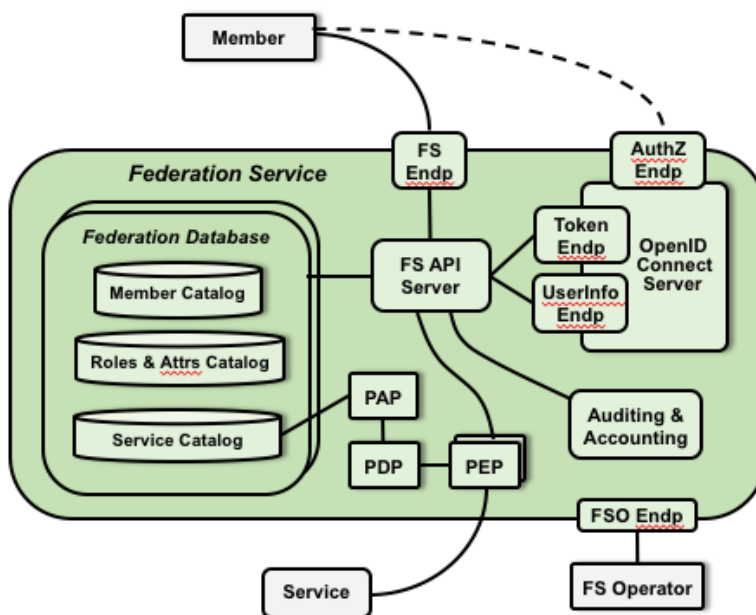 Member
FS
Endp
AuthZ
Endp
Federation Service
Federation Database
Member Catalog
Roles & Attrs Catalog
Service Catalog
FS API
Server
Token
Endp
UserInfo
Endp
OpenID
Connect
Server
PAP
PDP
PEP
Auditing &
Accounting
FSO Endp
Service
FS Operator